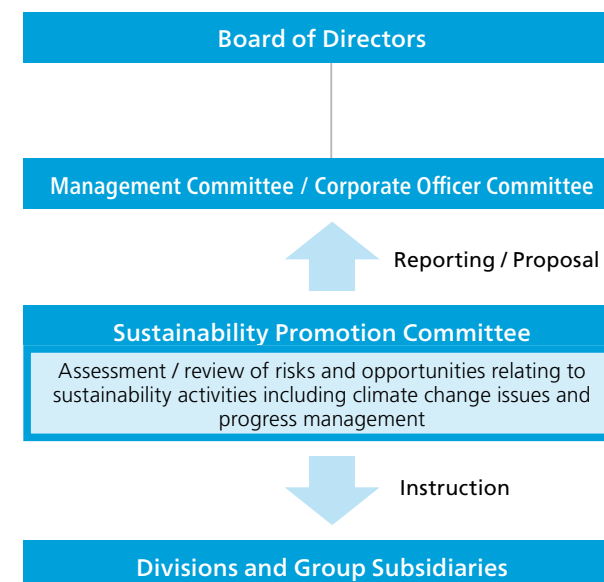 Board of Directors
Management Committee / Corporate Officer Committee
Reporting / Proposal
Sustainability Promotion Committee
Assessment / review of risks and opportunities relating to
sustainability activities including climate change issues and
progress management
Instruction
Divisions and Group Subsidiaries